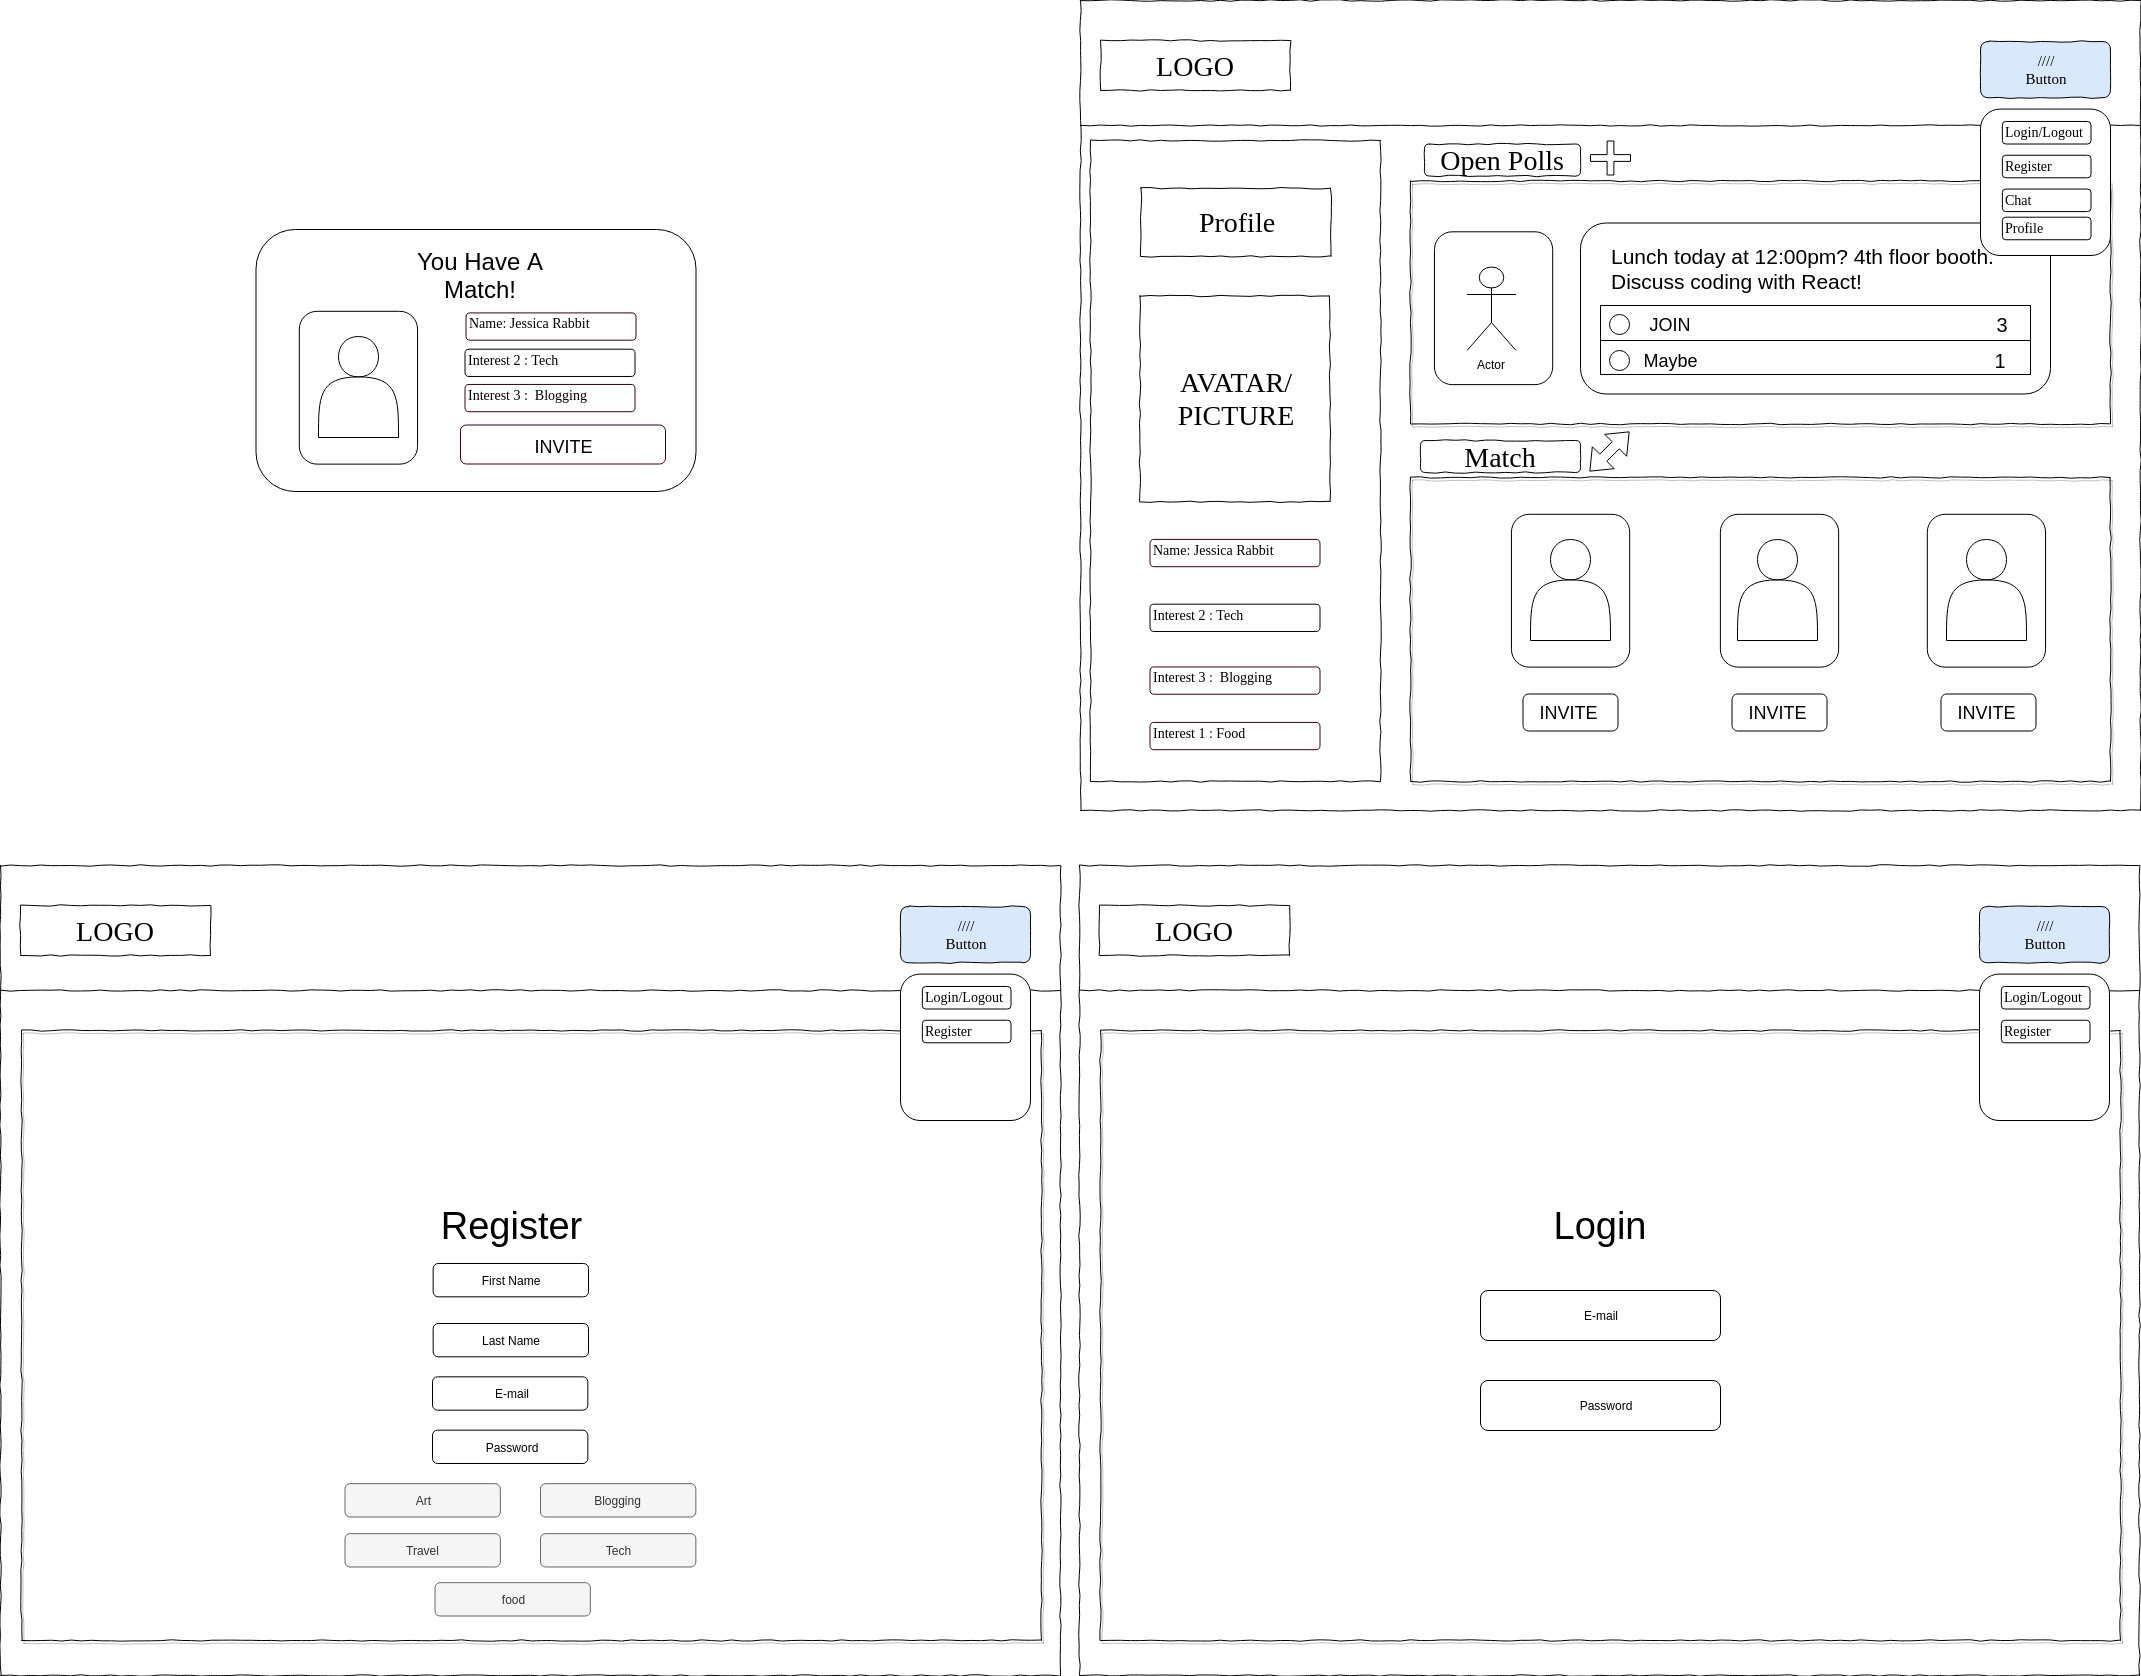 You Have A
Match!
Name: Jessica Rabbit
Interest 2 : Tech
Interest 3 :  Blogging
INVITE
LOGO
////
Button
Login/Logout
Register
Chat
Profile
Profile
AVATAR/
PICTURE
Name: Jessica Rabbit
Interest 2 : Tech
Interest 3 :  Blogging
Interest 1 : Food
Open Polls
Actor
Lunch today at 12:00pm? 4th floor booth.
Discuss coding with React!
JOIN 3
Maybe 1
Match
INVITE INVITE INVITE
LOGO
////
Button
Login/Logout
Register
Register
First Name
Last Name
E-mail
Password
Art Blogging
Travel Tech
food
LOGO
////
Button
Login/Logout
Register
Login
E-mail
Password